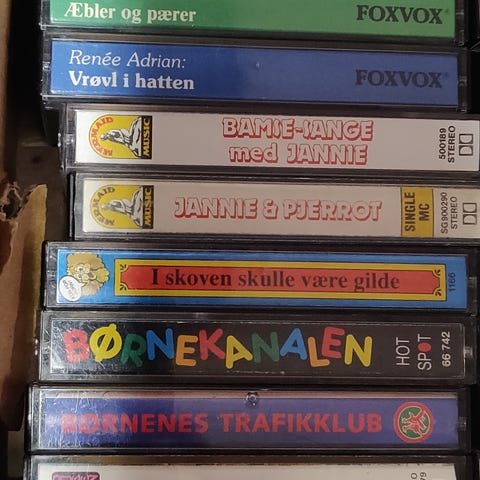 Æbler og pærer
FOXVOX®
Renée Adrian:
Vrøvl i hatten
FOXVOX®
MERMAID
MUSIC
BAMSE-SANGE
med JANNIE
500189
STEREO
MERMAID
MUSIC
JANNIE & PJERROT
SINGLE
MC
SG 900290
STEREO
I skoven skulle være gilde
1166
BØRNEKANALEN
HOT
SPOT
66 742
BØRNENES TRAFIKKLUB